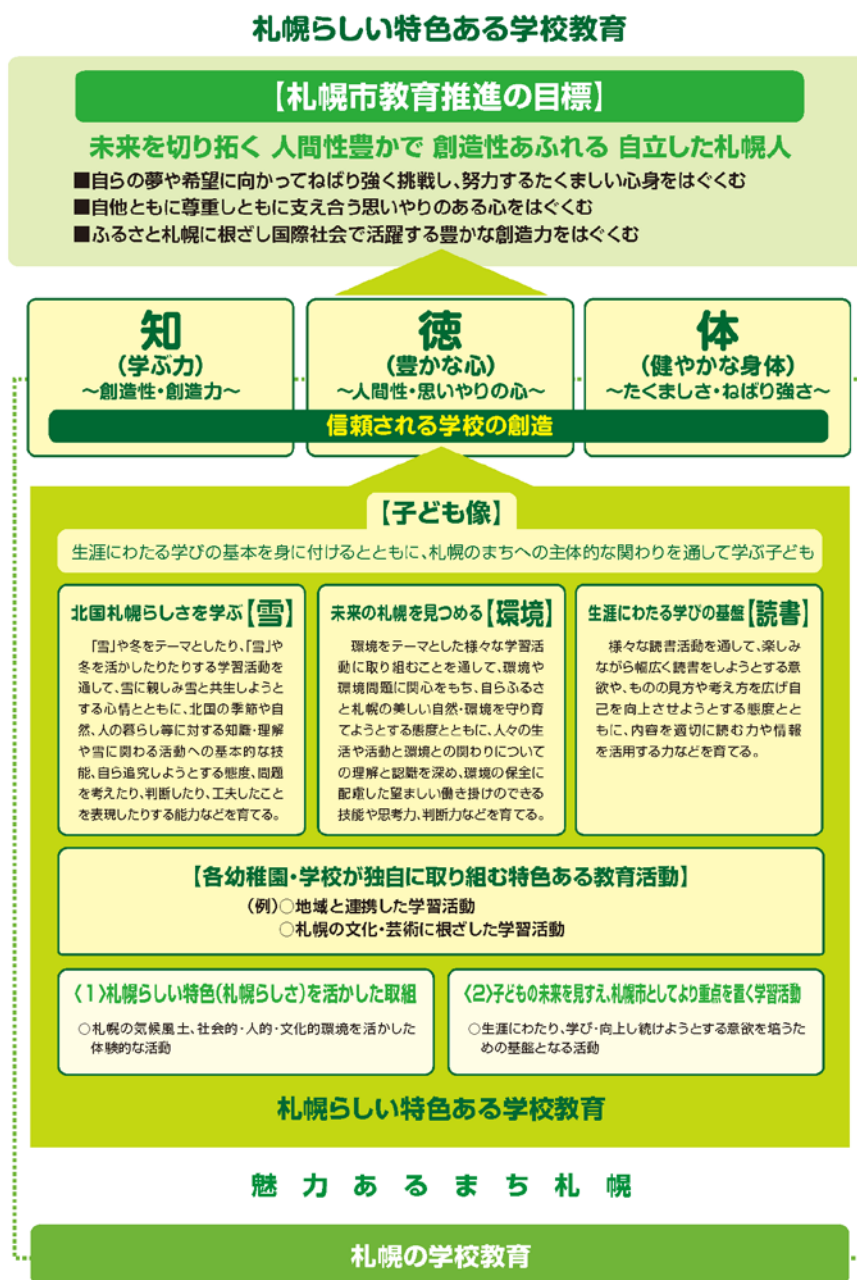 札幌らしい特色ある学校教育
【札幌市教育推進の目標】
未来を切り拓く 人間性豊かで 創造性あふれる 自立した札幌人
■自らの夢や希望に向かってねばり強く挑戦し、努力するたくましい心身をはぐくむ
■自他ともに尊重しともに支え合う思いやりのある心をはぐくむ
■ふるさと札幌に根ざし国際社会で活躍する豊かな創造力をはぐくむ
知
(学ぶ力)
～創造性・創造力～
徳
(豊かな心)
～人間性・思いやりの心～
体
(健やかな身体)
～たくましさ・ねばり強さ～
信頼される学校の創造
【子ども像】
生涯にわたる学びの基本を身に付けるとともに、札幌のまちへの主体的な関わりを通して学ぶ子ども
北国札幌らしさを学ぶ【雪】
「雪」や冬をテーマとしたり、「雪」や
冬を活かしたりたりする学習活動を
通して、雪に親しみ雪と共生しようと
する心情とともに、北国の季節や自
然、人の暮らし等に対する知識・理解
や雪に関わる活動への基本的な技
能、自ら追究しようとする態度、問題
を考えたり、判断したり、工夫したこと
を表現したりする能力などを育てる。
未来の札幌を見つめる【環境】
環境をテーマとした様々な学習活
動に取り組むことを通して、環境や
環境問題に関心をもち、自らふるさ
と札幌の美しい自然・環境を守り育
てようとする態度とともに、人々の生
活や活動と環境との関わりについて
の理解と認識を深め、環境の保全に
配慮した望ましい働き掛けのできる
技能や思考力、判断力などを育てる。
生涯にわたる学びの基盤【読書】
様々な読書活動を通して、楽しみ
ながら幅広く読書をしようとする意
欲や、ものの見方や考え方を広げ自
己を向上させようとする態度とと
もに、内容を適切に読む力や情報
を活用する力などを育てる。
【各幼稚園・学校が独自に取り組む特色ある教育活動】
(例)○地域と連携した学習活動
○札幌の文化・芸術に根ざした学習活動
〈1〉札幌らしい特色(札幌らしさ)を活かした取組
○札幌の気候風土、社会的・人的・文化的環境を活かした
体験的な活動
〈2〉子どもの未来を見すえ、札幌市としてより重点を置く学習活動
○生涯にわたり、学び・向上し続けようとする意欲を培うた
めの基盤となる活動
札幌らしい特色ある学校教育
魅力あるまち札幌
札幌の学校教育